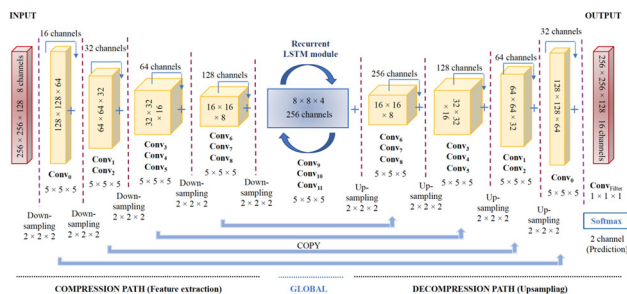 INPUT
OUTPUT
16 channels
32 channels
64 channels
128 channels
Recurrent
LSTM module
256 channels
128 channels
64 channels
32 channels
256 × 256 × 128 8 channels
128 × 128 × 64
64 × 64 × 32
32 × 32
× 16
16 × 16
× 8
8 × 8 × 4
256 channels
16 × 16
× 8
32 × 32
× 16
64 × 64 × 32
128 × 128 × 64
256 × 256 × 128 16 channels
Conv0
5 × 5 × 5
Conv1
Conv2
5 × 5 × 5
Conv3
Conv4
Conv5
5 × 5 × 5
Conv6
Conv7
Conv8
5 × 5 × 5
Conv9
Conv10
Conv11
5 × 5 × 5
Conv6
Conv7
Conv8
5 × 5 × 5
Conv3
Conv4
Conv5
5 × 5 × 5
Conv1
Conv2
5 × 5 × 5
Conv0
5 × 5 × 5
ConvFilter
1 × 1 × 1
Softmax
2 channel
(Prediction)
Down-
sampling
2 × 2 × 2
Down-
sampling
2 × 2 × 2
Down-
sampling
2 × 2 × 2
Down-
sampling
2 × 2 × 2
Down-
sampling
2 × 2 × 2
Up-
sampling
2 × 2 × 2
Up-
sampling
2 × 2 × 2
Up-
sampling
2 × 2 × 2
Up-
sampling
2 × 2 × 2
Up-
sampling
2 × 2 × 2
COPY
COMPRESSION PATH (Feature extraction)
GLOBAL
DECOMPRESSION PATH (Upsampling)